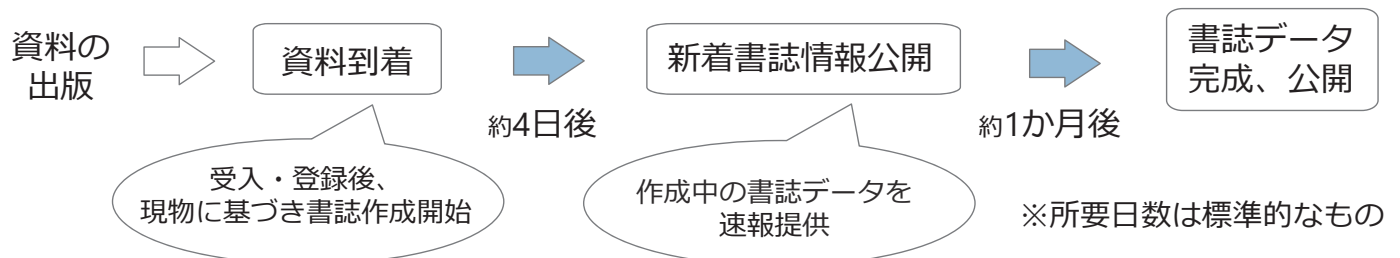 資料の
出版
資料到着
約4日後
新着書誌情報公開
約1か月後
書誌データ
完成、公開
受入・登録後、
現物に基づき書誌作成開始
作成中の書誌データを
速報提供
※所要日数は標準的なもの